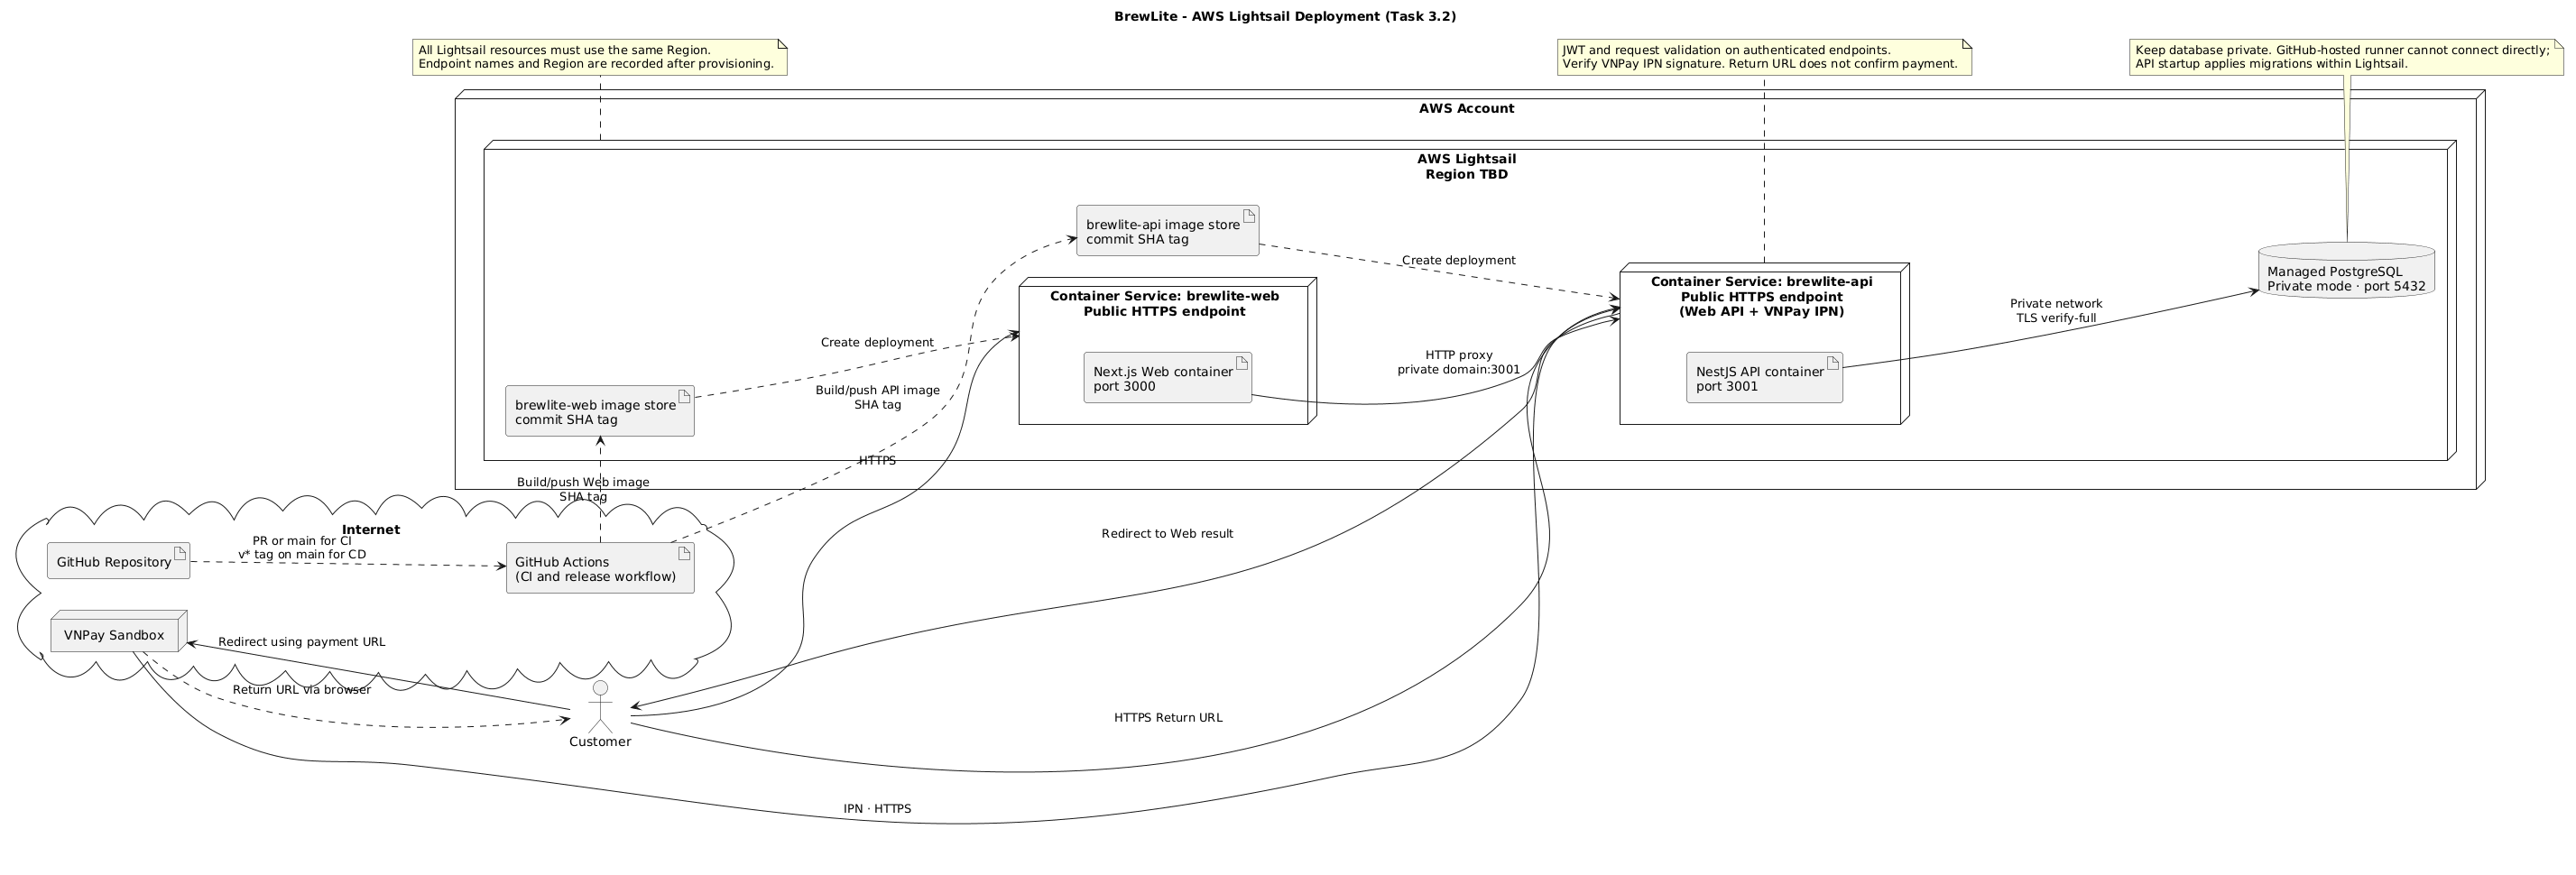 BrewLite - AWS Lightsail Deployment (Task 3.2)
All Lightsail resources must use the same Region.
Endpoint names and Region are recorded after provisioning.
JWT and request validation on authenticated endpoints.
Verify VNPay IPN signature. Return URL does not confirm payment.
Keep database private. GitHub-hosted runner cannot connect directly;
API startup applies migrations within Lightsail.
AWS Account
AWS Lightsail
Region TBD
brewlite-api image store
commit SHA tag
Create deployment
Container Service: brewlite-web
Public HTTPS endpoint
Next.js Web container
port 3000
Container Service: brewlite-api
Public HTTPS endpoint
(Web API + VNPay IPN)
NestJS API container
port 3001
Managed PostgreSQL
Private mode · port 5432
Private network
TLS verify-full
HTTP proxy
private domain:3001
Create deployment
brewlite-web image store
commit SHA tag
Build/push API image
SHA tag
HTTPS
Build/push Web image
SHA tag
Internet
GitHub Repository
PR or main for CI
v* tag on main for CD
GitHub Actions
(CI and release workflow)
Redirect to Web result
VNPay Sandbox
Redirect using payment URL
Return URL via browser
Customer
HTTPS Return URL
IPN · HTTPS